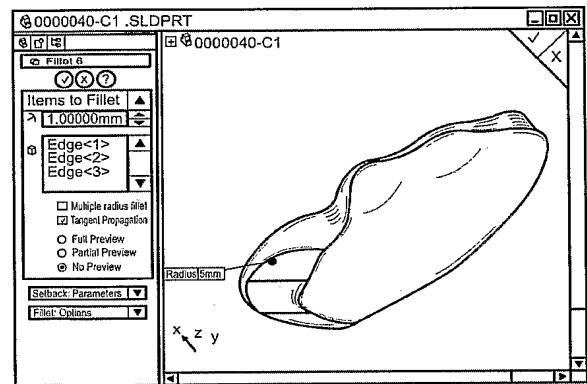 0000040-C1 .SLDPRT
Fillot 6
Items to Fillet
1.00000mm
Edge<1>
Edge<2>
Edge<3>
Multiple radius fillet
Tangent Propagation
Full Preview
Partial Preview
No Preview
Setback: Parameters
Fillet: Options
0000040-C1
X
Radius 5mm
x z y